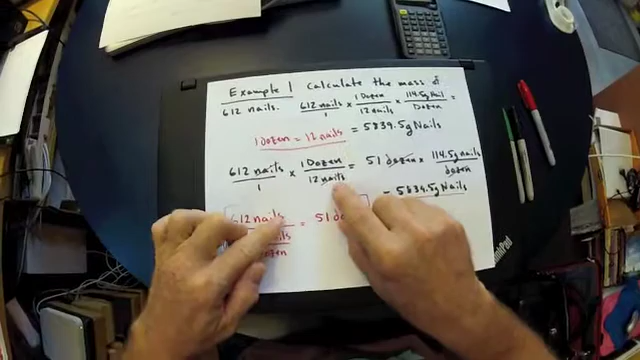 Example 1 Calculate the mass of
612 nails. 612 nails/1 x 1 Dozen/12 nails x 114.5g Nail/Dozen =
1 Dozen = 12 nails = 5839.5g Nails
612 nails/1 x 1 Dozen/12 nails = 51 dozen x 114.5g nails/dozen
= 5839.5g Nails
612 nails = 51
ThinkPad